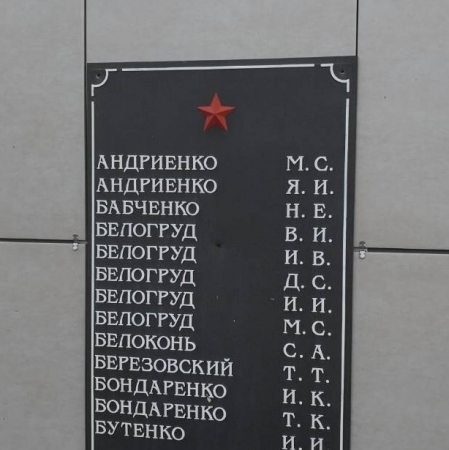 АНДРИЕНКО М. С.
АНДРИЕНКО Я. И.
БАБЧЕНКО Н. Е.
БЕЛОГРУД В. И.
БЕЛОГРУД И. В.
БЕЛОГРУД Д. С.
БЕЛОГРУД И. И.
БЕЛОГРУД М. С.
БЕЛОКОНЬ С. А.
БЕРЕЗОВСКИЙ Т. Т.
БОНДАРЕНКО И. К.
БОНДАРЕНКО Т. К.
БУТЕНКО И. И